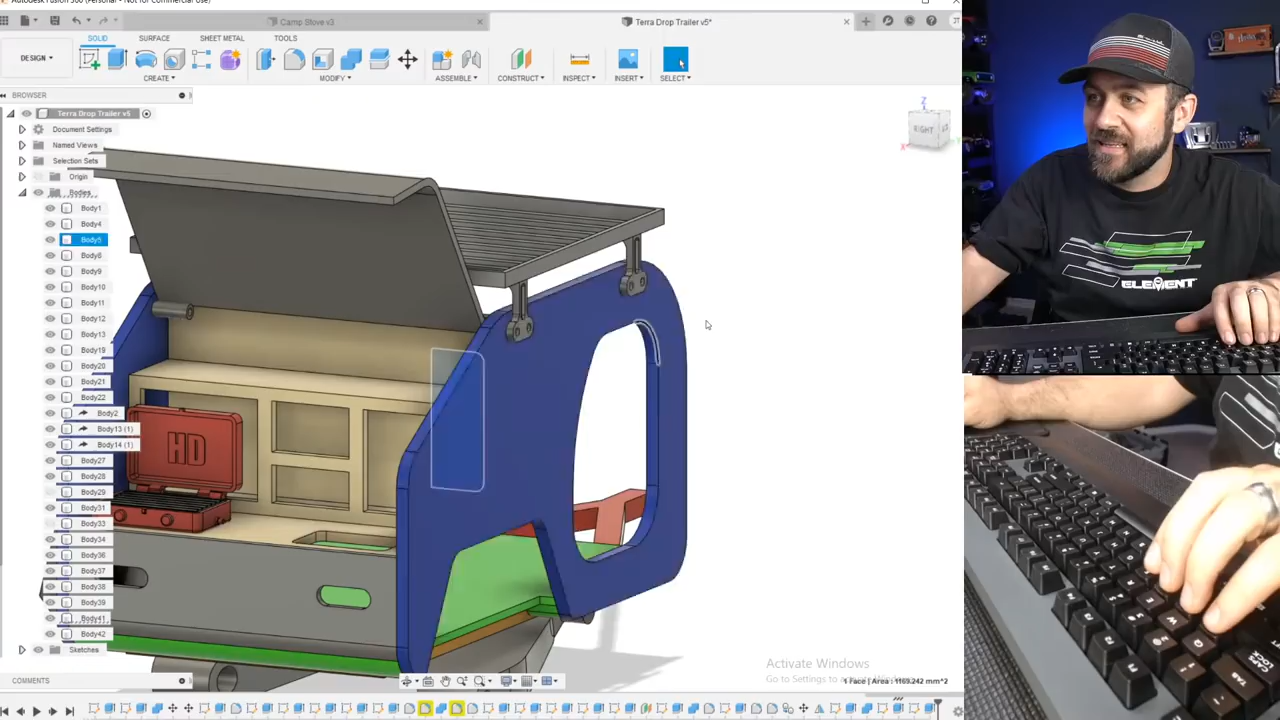 Autodesk Fusion 360 (Personal - Not for Commercial Use)
Camp Stove v3
Terra Drop Trailer v5*
SOLID SURFACE SHEET METAL TOOLS
DESIGN
CREATE MODIFY ASSEMBLE CONSTRUCT INSPECT INSERT SELECT
BROWSER
Terra Drop Trailer v5
Document Settings
Named Views
Selection Sets
Origin
Bodies
Body1
Body4
Body5
Body8
Body9
Body10
Body11
Body12
Body13
Body19
Body20
Body21
Body22
Body2
Body13 (1)
Body14 (1)
Body27
Body28
Body29
Body31
Body33
Body34
Body36
Body37
Body38
Body39
Body41
Body42
Sketches
COMMENTS
Z
RIGHT
X
HD
Activate Windows
Go to Settings to activate
1 Face | Area : 1169.242 mm^2
ELEMENT